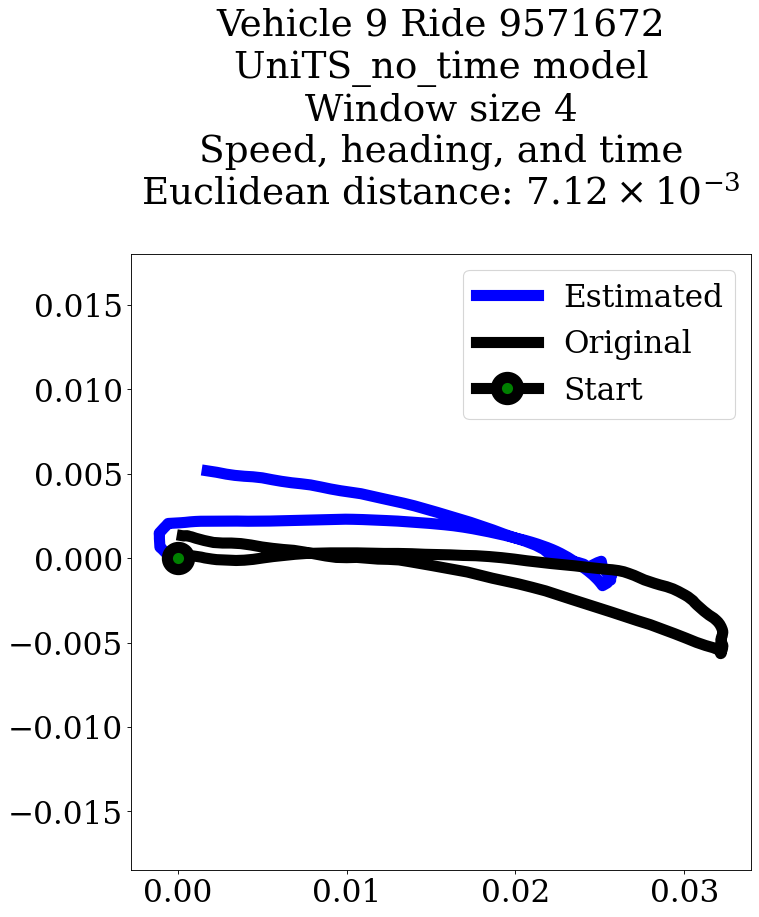 Vehicle 9 Ride 9571672
UniTS_no_time model
Window size 4
Speed, heading, and time
Euclidean distance: 7.12 × 10⁻³
Estimated
Original
Start
0.015
0.010
0.005
0.000
−0.005
−0.010
−0.015
0.00 0.01 0.02 0.03